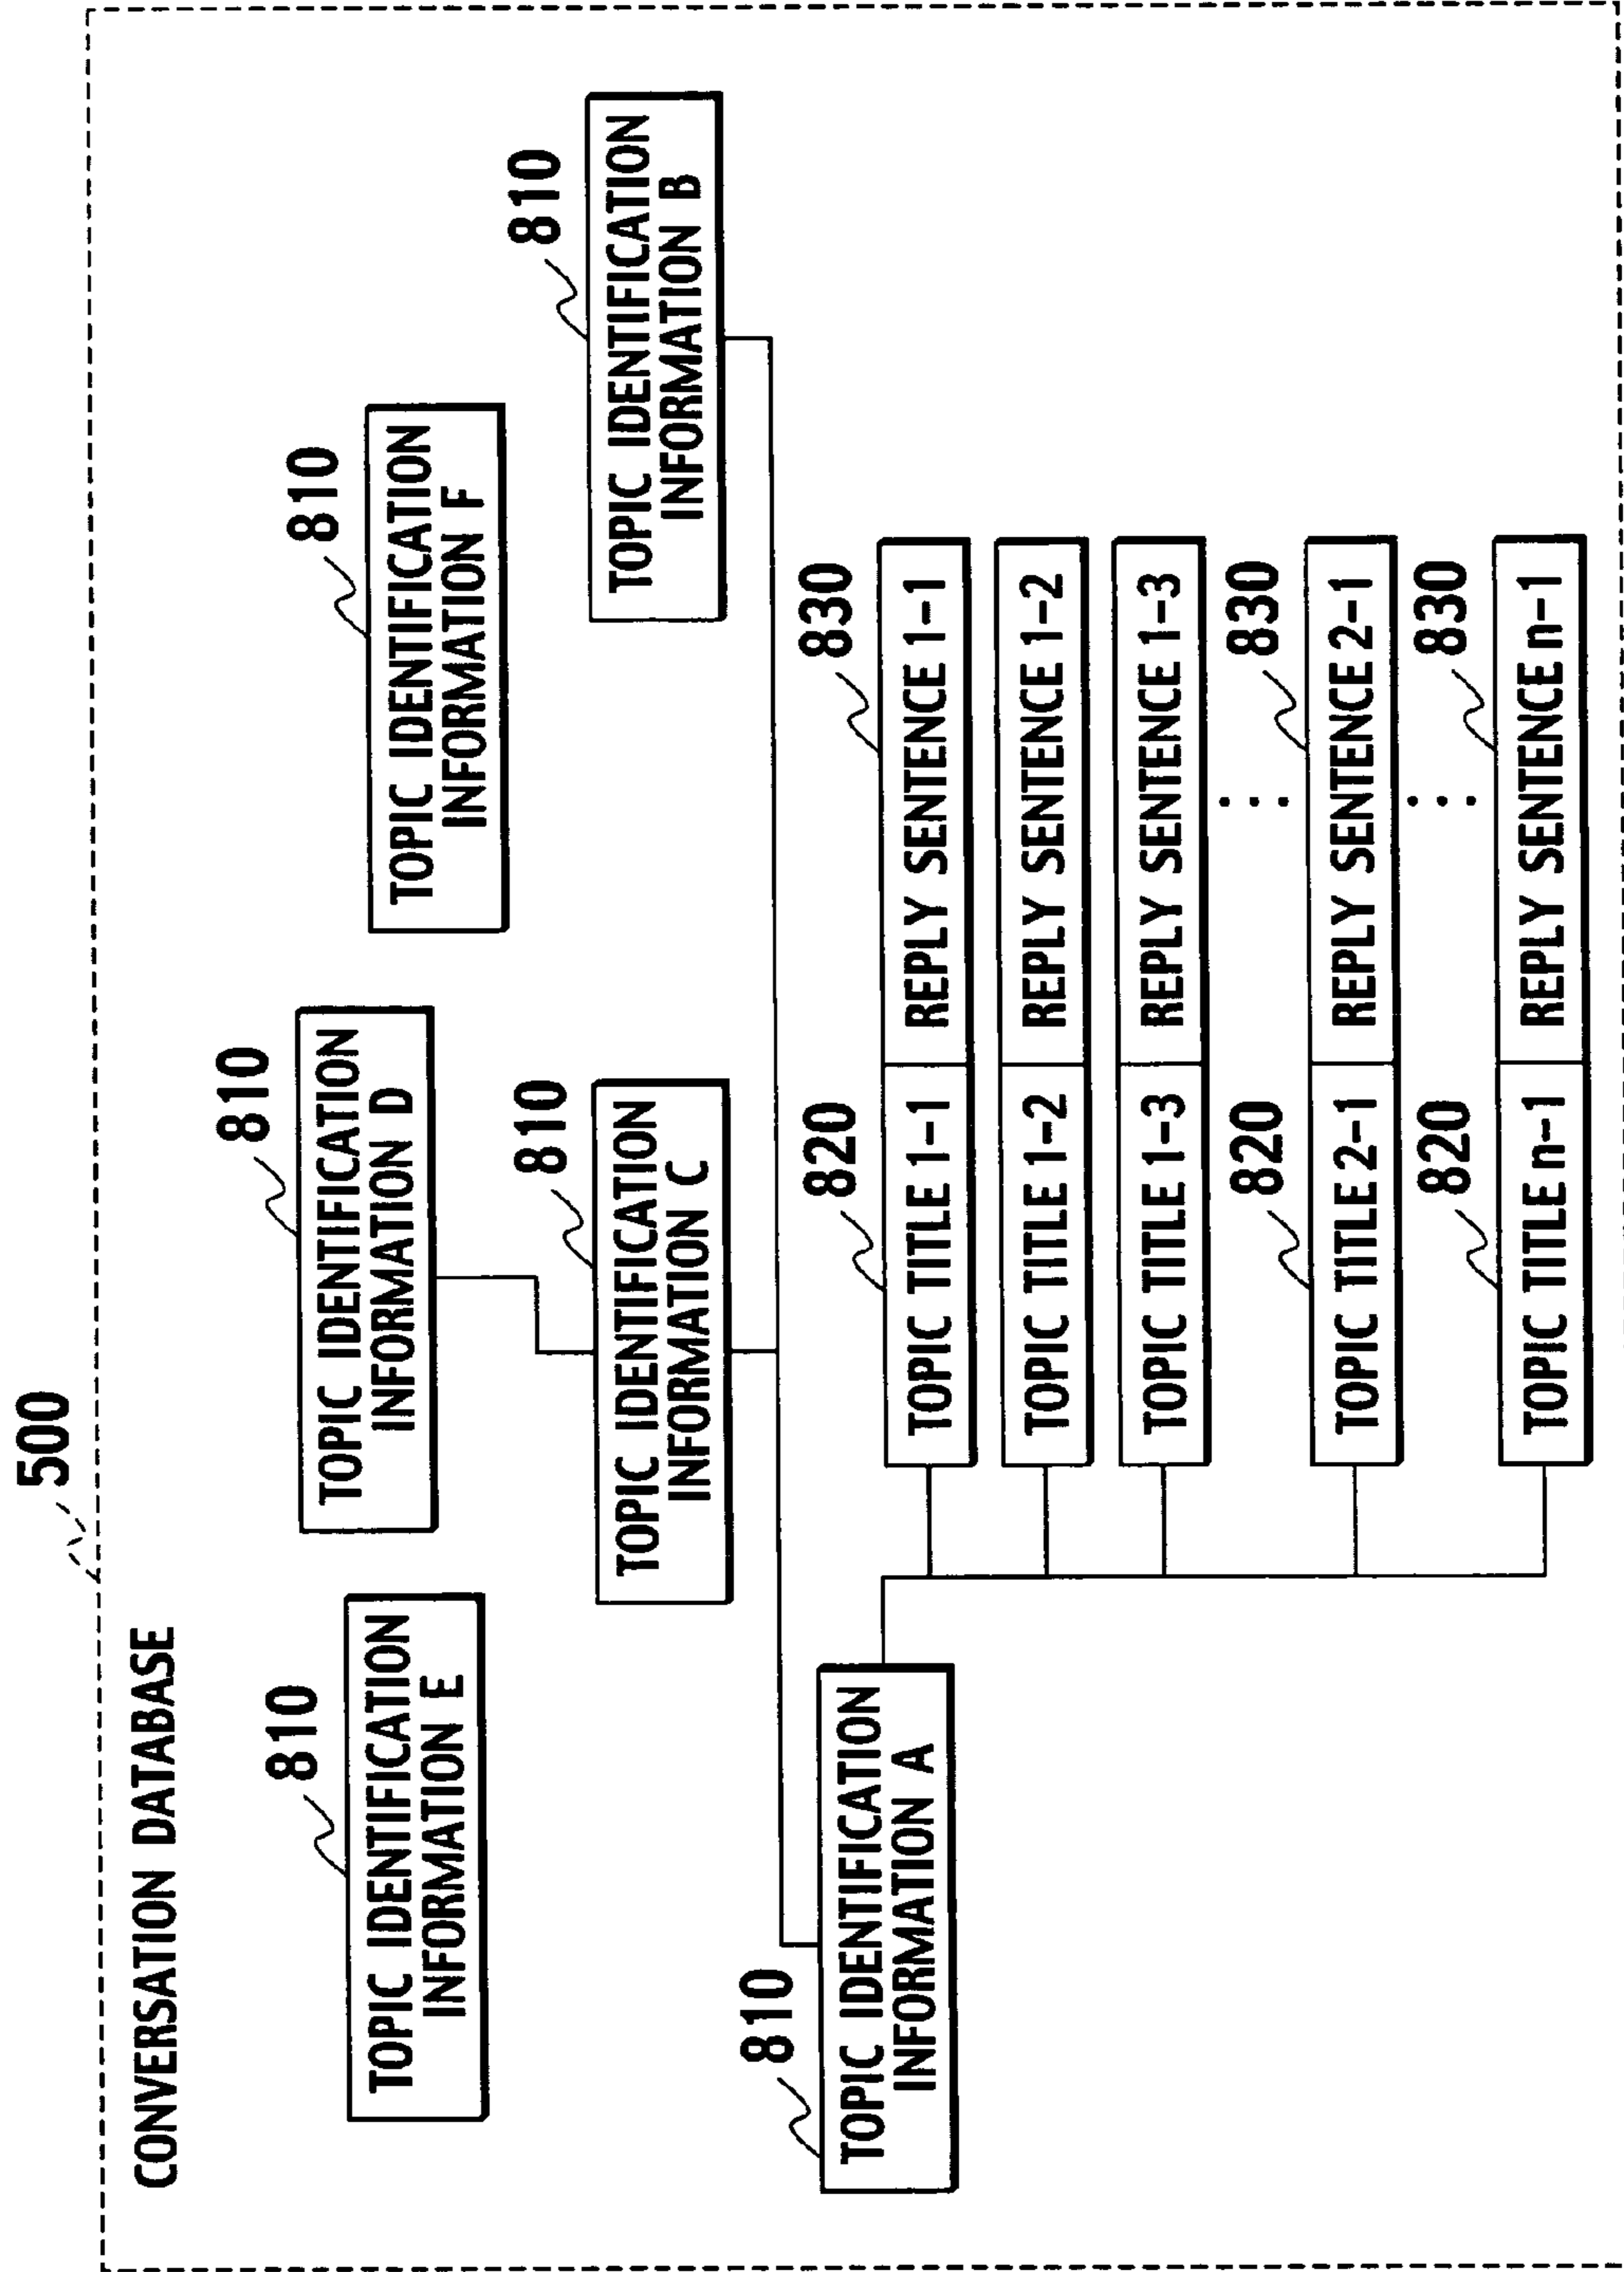 500
CONVERSATION DATABASE
810
TOPIC IDENTIFICATION
INFORMATION E
810
TOPIC IDENTIFICATION
INFORMATION D
810
TOPIC IDENTIFICATION
INFORMATION F
810
TOPIC IDENTIFICATION
INFORMATION C
810
TOPIC IDENTIFICATION
INFORMATION B
810
TOPIC IDENTIFICATION
INFORMATION A
820
830
TOPIC TITLE 1-1 REPLY SENTENCE 1-1
TOPIC TITLE 1-2 REPLY SENTENCE 1-2
TOPIC TITLE 1-3 REPLY SENTENCE 1-3
820
830
TOPIC TITLE 2-1 REPLY SENTENCE 2-1
820
830
TOPIC TITLE n-1 REPLY SENTENCE n-1